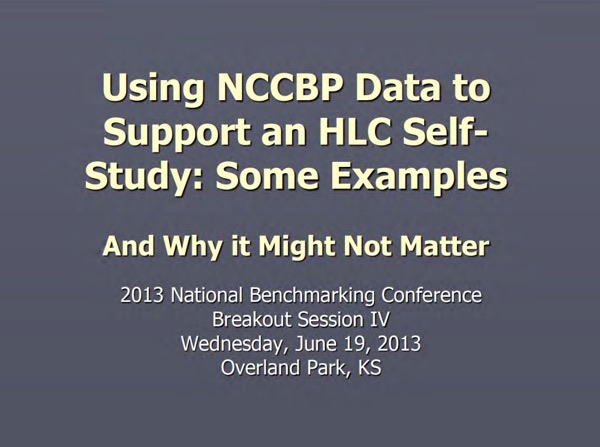 Using NCCBP Data to
Support an HLC Self-
Study: Some Examples
And Why it Might Not Matter
2013 National Benchmarking Conference
Breakout Session IV
Wednesday, June 19, 2013
Overland Park, KS